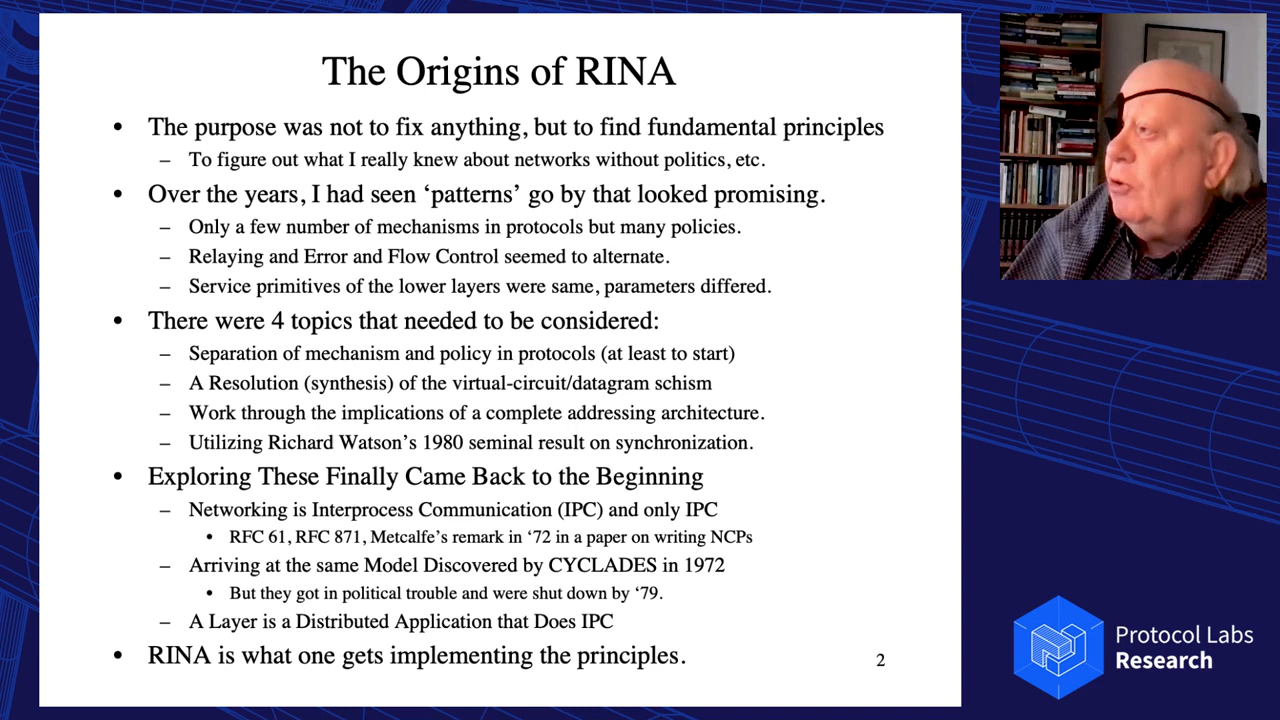 The Origins of RINA
• The purpose was not to fix anything, but to find fundamental principles
– To figure out what I really knew about networks without politics, etc.
• Over the years, I had seen ‘patterns’ go by that looked promising.
– Only a few number of mechanisms in protocols but many policies.
– Relaying and Error and Flow Control seemed to alternate.
– Service primitives of the lower layers were same, parameters differed.
• There were 4 topics that needed to be considered:
– Separation of mechanism and policy in protocols (at least to start)
– A Resolution (synthesis) of the virtual-circuit/datagram schism
– Work through the implications of a complete addressing architecture.
– Utilizing Richard Watson’s 1980 seminal result on synchronization.
• Exploring These Finally Came Back to the Beginning
– Networking is Interprocess Communication (IPC) and only IPC
• RFC 61, RFC 871, Metcalfe’s remark in ‘72 in a paper on writing NCPs
– Arriving at the same Model Discovered by CYCLADES in 1972
• But they got in political trouble and were shut down by ‘79.
– A Layer is a Distributed Application that Does IPC
• RINA is what one gets implementing the principles.
2
Protocol Labs
Research